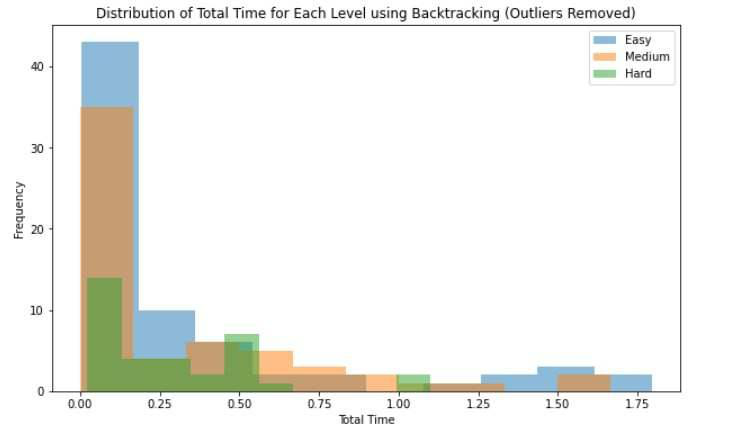 Distribution of Total Time for Each Level using Backtracking (Outliers Removed)
Easy
Medium
Hard
40
30
20
10
0
Frequency
0.00 0.25 0.50 0.75 1.00 1.25 1.50 1.75
Total Time